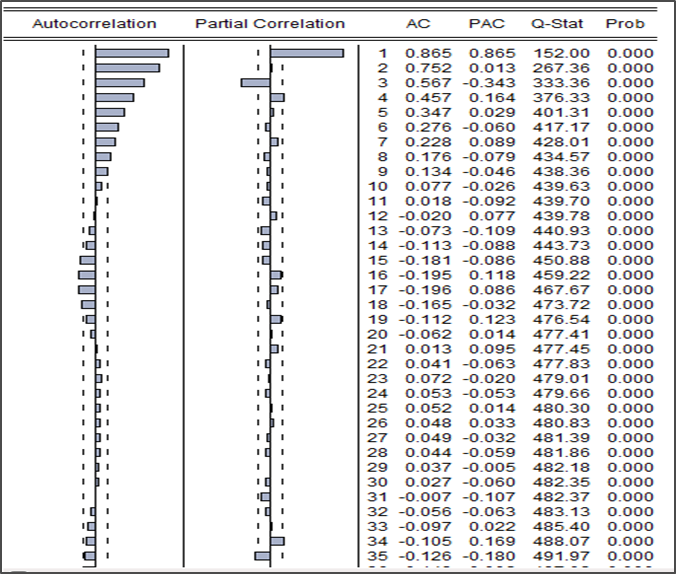 Autocorrelation Partial Correlation AC PAC Q-Stat Prob
1 0.865 0.865 152.00 0.000
2 0.752 0.013 267.36 0.000
3 0.567 -0.343 333.36 0.000
4 0.457 0.164 376.33 0.000
5 0.347 0.029 401.31 0.000
6 0.276 -0.060 417.17 0.000
7 0.228 0.089 428.01 0.000
8 0.176 -0.079 434.57 0.000
9 0.134 -0.046 438.36 0.000
10 0.077 -0.026 439.63 0.000
11 0.018 -0.092 439.70 0.000
12 -0.020 0.077 439.78 0.000
13 -0.073 -0.109 440.93 0.000
14 -0.113 -0.088 443.73 0.000
15 -0.181 -0.086 450.88 0.000
16 -0.195 0.118 459.22 0.000
17 -0.196 0.086 467.67 0.000
18 -0.165 -0.032 473.72 0.000
19 -0.112 0.123 476.54 0.000
20 -0.062 0.014 477.41 0.000
21 0.013 0.095 477.45 0.000
22 0.041 -0.063 477.83 0.000
23 0.072 -0.020 479.01 0.000
24 0.053 -0.053 479.66 0.000
25 0.052 0.014 480.30 0.000
26 0.048 0.033 480.83 0.000
27 0.049 -0.032 481.39 0.000
28 0.044 -0.059 481.86 0.000
29 0.037 -0.005 482.18 0.000
30 0.027 -0.060 482.35 0.000
31 -0.007 -0.107 482.37 0.000
32 -0.056 -0.063 483.13 0.000
33 -0.097 0.022 485.40 0.000
34 -0.105 0.169 488.07 0.000
35 -0.126 -0.180 491.97 0.000